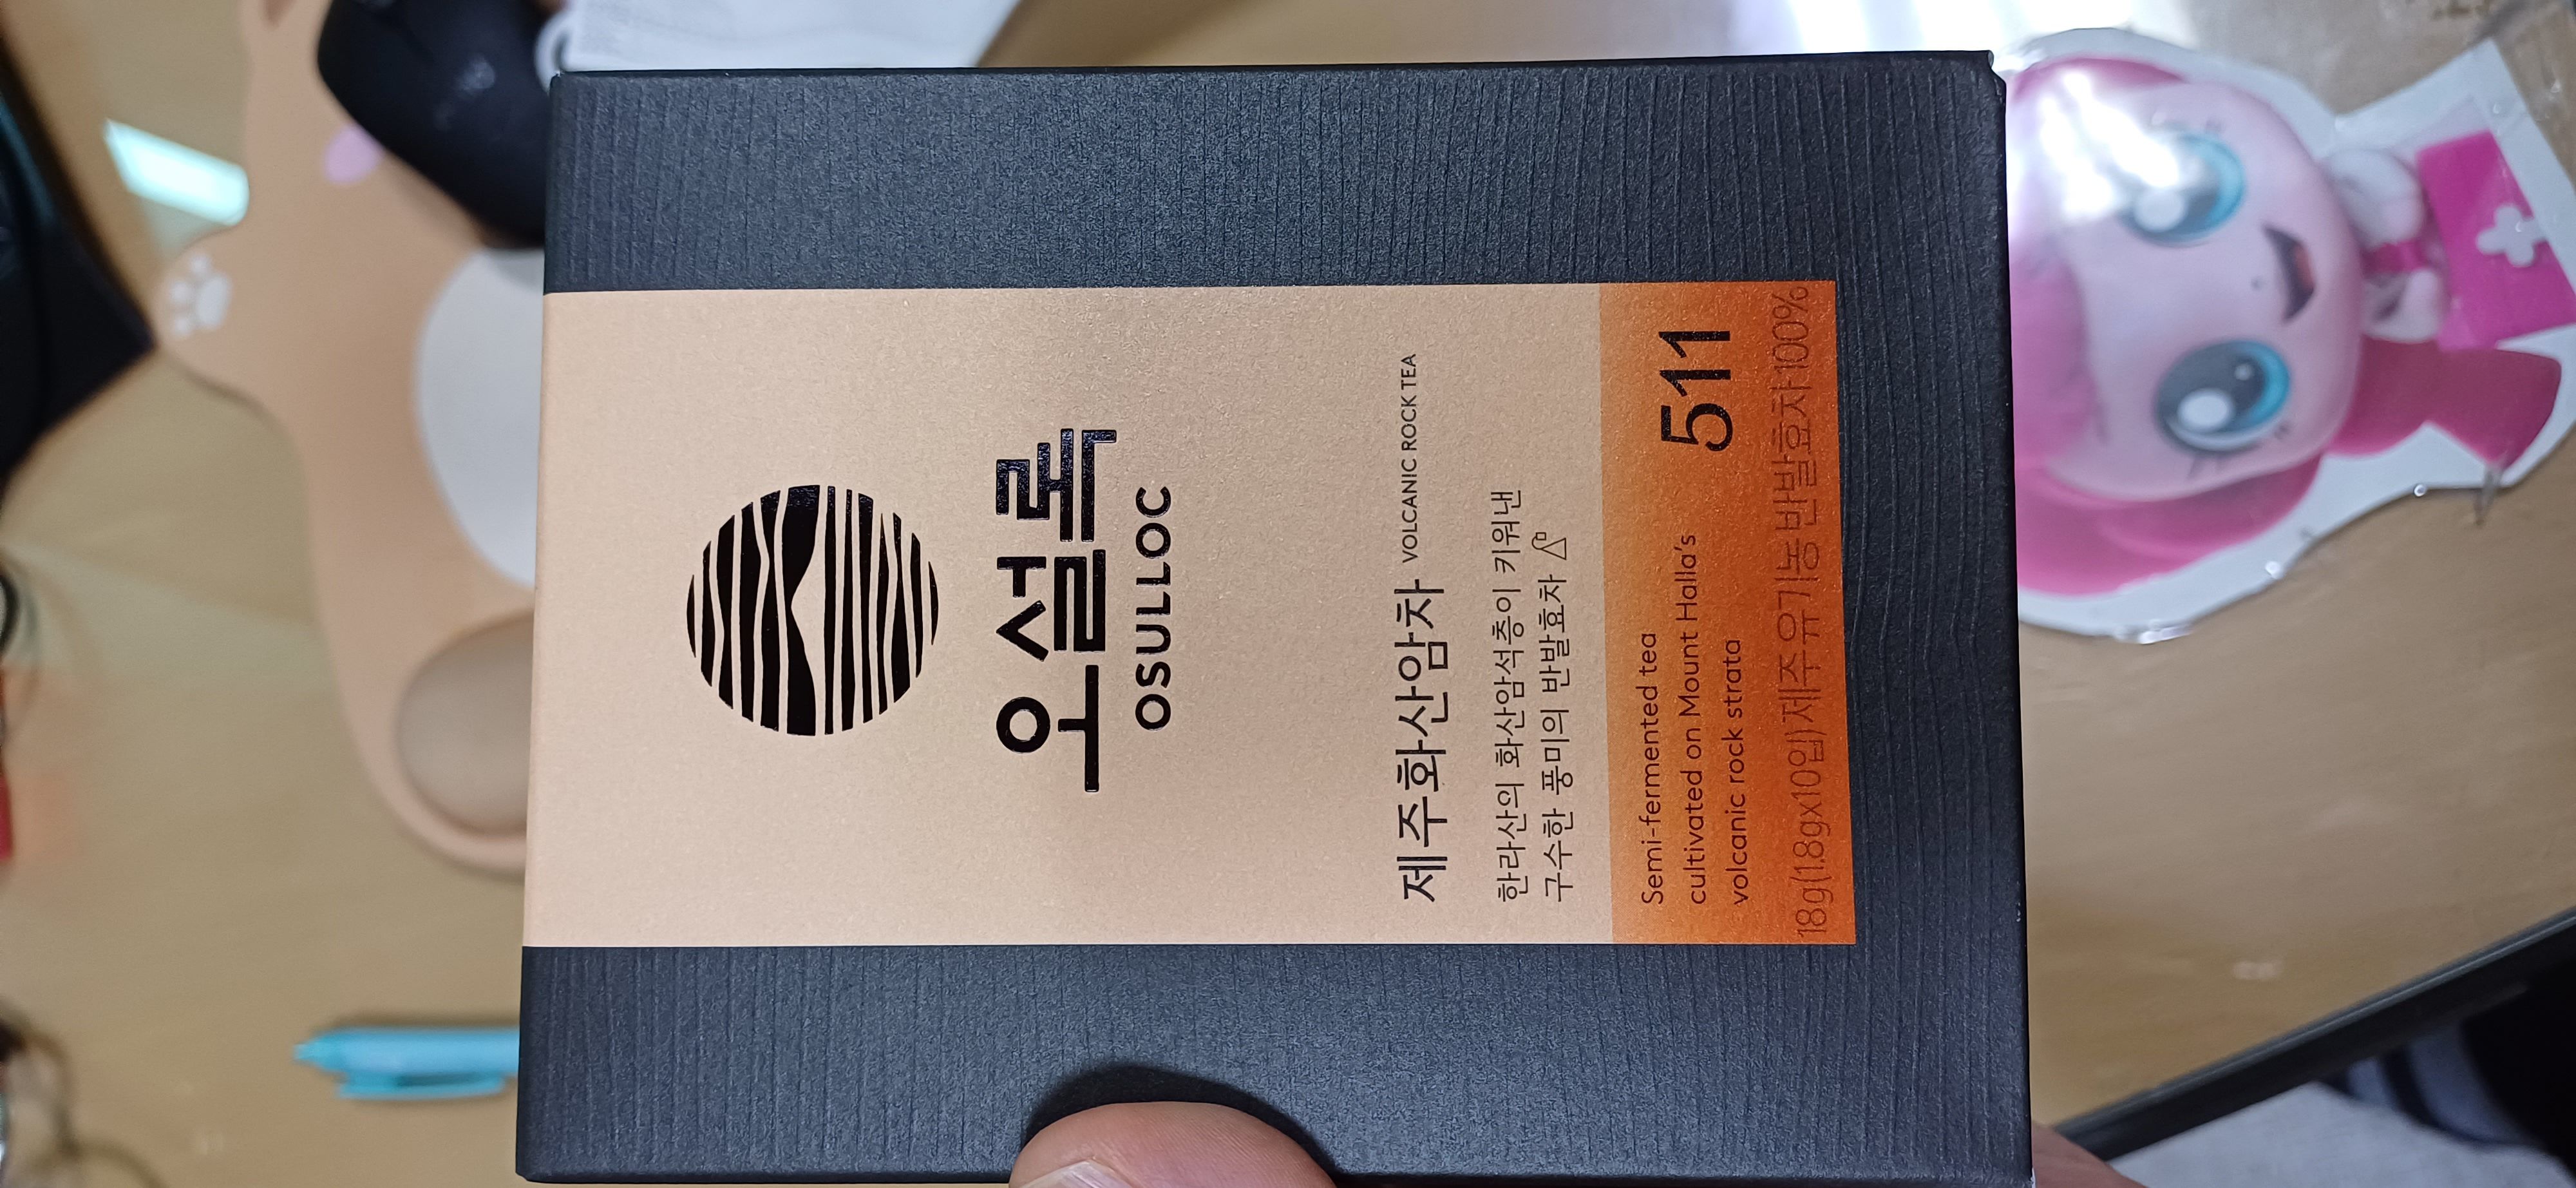 오설록
OSULLOC
제주화산암차 VOLCANIC ROCK TEA
한라산의 화산암석층이 키워낸
구수한 풍미의 반발효차
Semi-fermented tea
cultivated on Mount Halla's
volcanic rock strata
511
18g(1.8gx10입)제주 유기농 반발효차100%